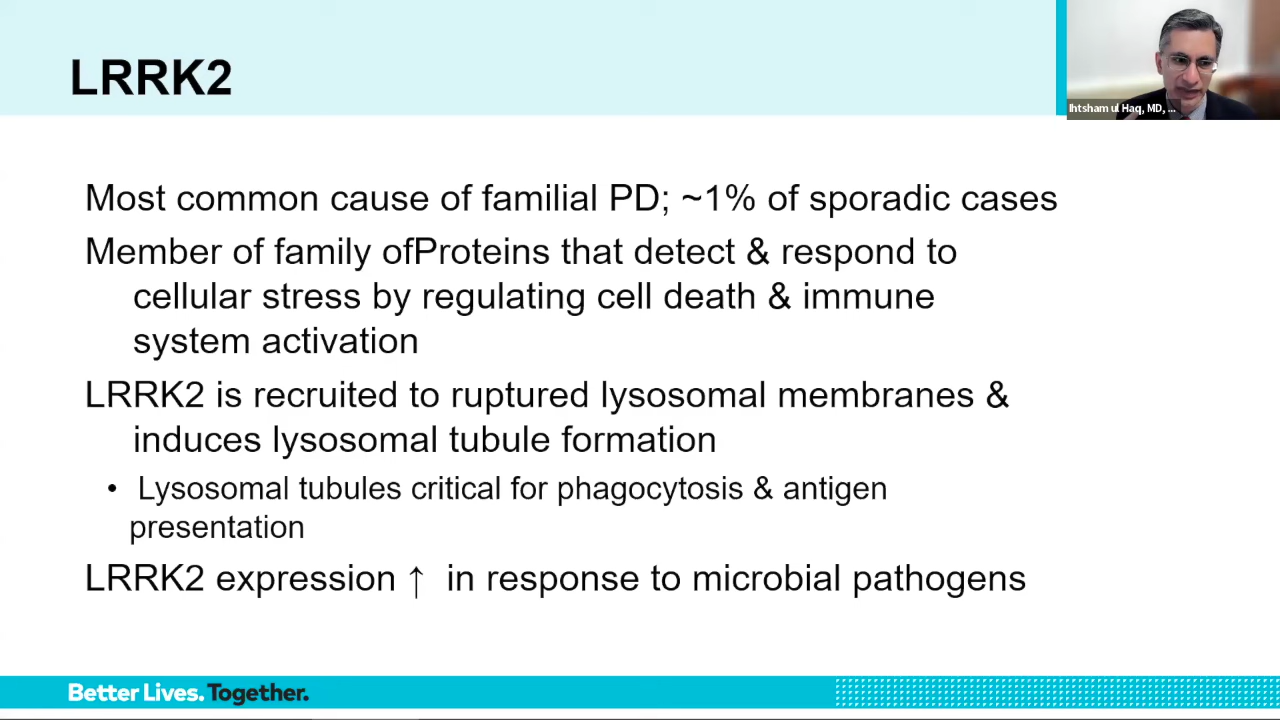 LRRK2
Ihtsham ul Haq, MD, ...
Most common cause of familial PD; ~1% of sporadic cases
Member of family ofProteins that detect & respond to
cellular stress by regulating cell death & immune
system activation
LRRK2 is recruited to ruptured lysosomal membranes &
induces lysosomal tubule formation
• Lysosomal tubules critical for phagocytosis & antigen
presentation
LRRK2 expression ↑ in response to microbial pathogens
Better Lives. Together.